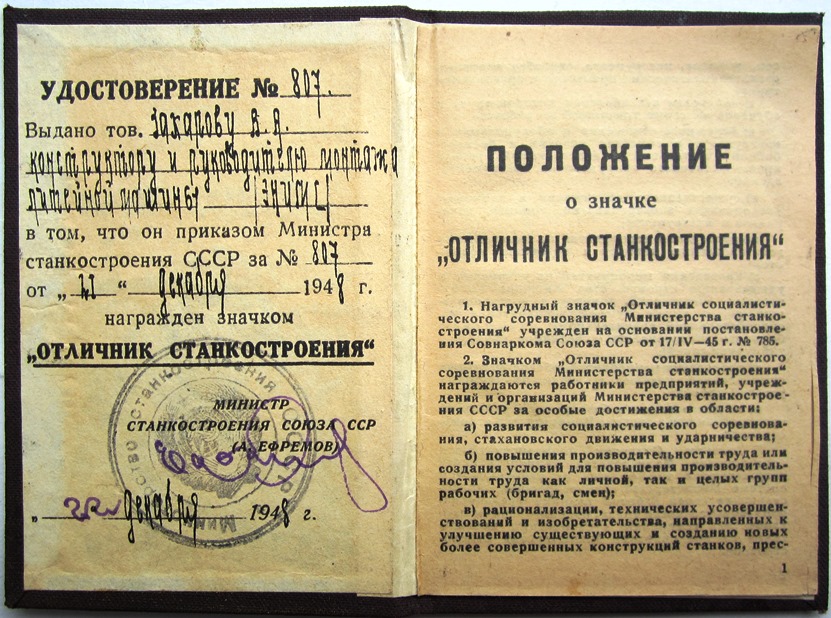 УДОСТОВЕРЕНИЕ № 807.
Выдано тов. Захарову В. А.
конструктору и руководителю монтажа
литейной машины (ЭНИМС)
в том, что он приказом Министра
станкостроения СССР за № 807
от „ 21 “ декабря 1948 г.
награжден значком
„ОТЛИЧНИК СТАНКОСТРОЕНИЯ“
МИНИСТР
СТАНКОСТРОЕНИЯ СОЮЗА ССР
(А. ЕФРЕМОВ)
„ декабря 1948 г.
ПОЛОЖЕНИЕ
о значке
„ОТЛИЧНИК СТАНКОСТРОЕНИЯ“
1. Нагрудный значок „Отличник социалисти-
ческого соревнования Министерства станко-
строения“ учрежден на основании постановле-
ния Совнаркома Союза ССР от 17/IV—45 г. № 785.
2. Значком „Отличник социалистического
соревнования Министерства станкостроения“
награждаются работники предприятий, учреж-
дений и организаций Министерства станкострое-
ния СССР за особые достижения в области:
а) развития социалистического соревнова-
ния, стахановского движения и ударничества;
б) повышения производительности труда или
создания условий для повышения производитель-
ности труда как личной, так и целых групп
рабочих (бригад, смен);
в) рационализации, технических усовершен-
ствований и изобретательства, направленных к
улучшению существующих и созданию новых
более совершенных конструкций станков, прес-
1